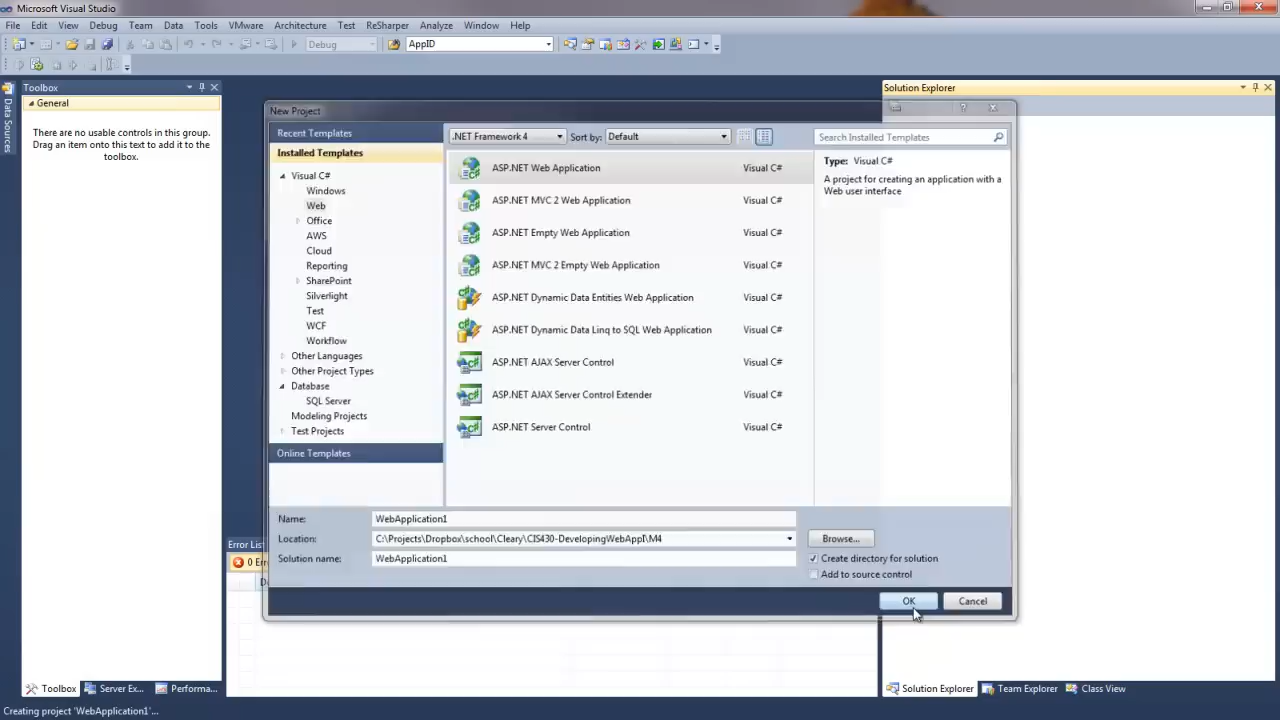 Microsoft Visual Studio
File Edit View Debug Team Data Tools VMware Architecture Test ReSharper Analyze Window Help
Debug AppID
Toolbox
General
There are no usable controls in this group.
Drag an item onto this text to add it to the
toolbox.
Data Sources
Solution Explorer
New Project
Recent Templates
Installed Templates
Visual C#
Windows
Web
Office
AWS
Cloud
Reporting
SharePoint
Silverlight
Test
WCF
Workflow
Other Languages
Other Project Types
Database
SQL Server
Modeling Projects
Test Projects
Online Templates
.NET Framework 4 Sort by: Default
ASP.NET Web Application Visual C#
ASP.NET MVC 2 Web Application Visual C#
ASP.NET Empty Web Application Visual C#
ASP.NET MVC 2 Empty Web Application Visual C#
ASP.NET Dynamic Data Entities Web Application Visual C#
ASP.NET Dynamic Data Linq to SQL Web Application Visual C#
ASP.NET AJAX Server Control Visual C#
ASP.NET AJAX Server Control Extender Visual C#
ASP.NET Server Control Visual C#
Search Installed Templates
Type: Visual C#
A project for creating an application with a
Web user interface
Name: WebApplication1
Location: C:\Projects\Dropbox\school\Cleary\CIS430-DevelopingWebAppl\M4
Browse...
Solution name: WebApplication1
Create directory for solution
Add to source control
OK Cancel
Error List
0 Erro
Toolbox Server Ex... Performa...
Solution Explorer Team Explorer Class View
Creating project 'WebApplication1'...